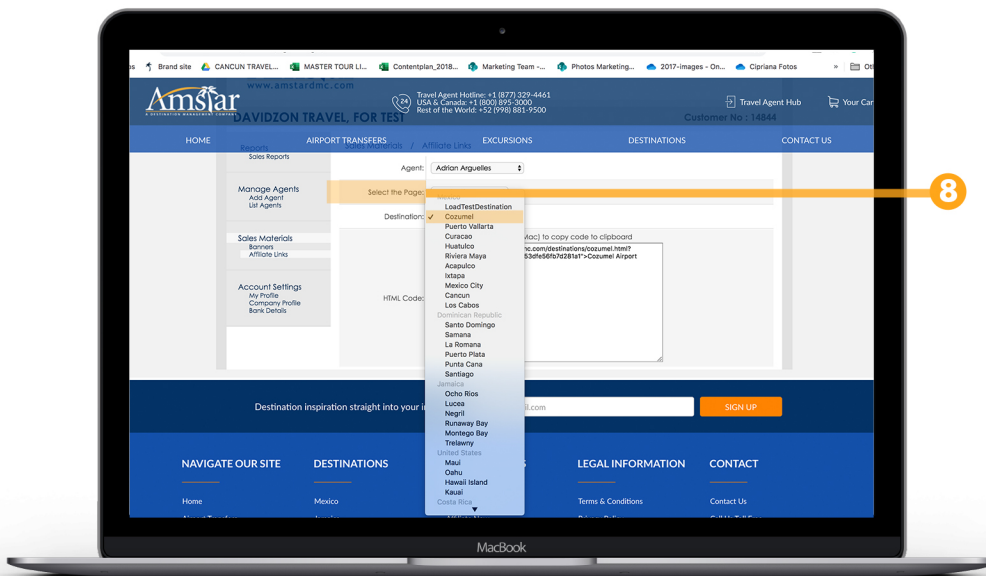 os
Brand site
CANCUN TRAVEL...
MASTER TOUR LI...
Contentplan_2018...
Marketing Team -...
Photos Marketing...
2017-images - On...
Cipriana Fotos
»
Ot
www.amstardmc.com
Amstar
A DESTINATION MANAGEMENT COMPANY
24
Travel Agent Hotline: +1 (877) 329-4461
USA & Canada: +1 (800) 895-3000
Rest of the World: +52 (998) 881-9500
Travel Agent Hub
Your Car
DAVIDZON TRAVEL, FOR TEST
Customer No : 14844
HOME
AIRPORT TRANSFERS
EXCURSIONS
DESTINATIONS
CONTACT US
Reports
Sales Reports
Sales Materials / Affiliate Links
Agent:
Adrian Arguelles
Manage Agents
Add Agent
List Agents
Select the Page:
8
Destination:
Sales Materials
Banners
Affiliate Links
Account Settings
My Profile
Company Profile
Bank Details
HTML Code:
Mexico
LoadTestDestination
✓ Cozumel
Puerto Vallarta
Curacao
Huatulco
Riviera Maya
Acapulco
Ixtapa
Mexico City
Cancun
Los Cabos
Dominican Republic
Santo Domingo
Samana
La Romana
Puerto Plata
Punta Cana
Santiago
Jamaica
Ocho Rios
Lucea
Negril
Runaway Bay
Montego Bay
Trelawny
United States
Maui
Oahu
Hawaii Island
Kauai
Costa Rica
Mac) to copy code to clipboard
nc.com/destinations/cozumel.html?
53dfe56fb7d281a1">Cozumel Airport
Destination inspiration straight into your i
il.com
SIGN UP
NAVIGATE OUR SITE
DESTINATIONS
S
LEGAL INFORMATION
CONTACT
Home
Mexico
Terms & Conditions
Contact Us
MacBook